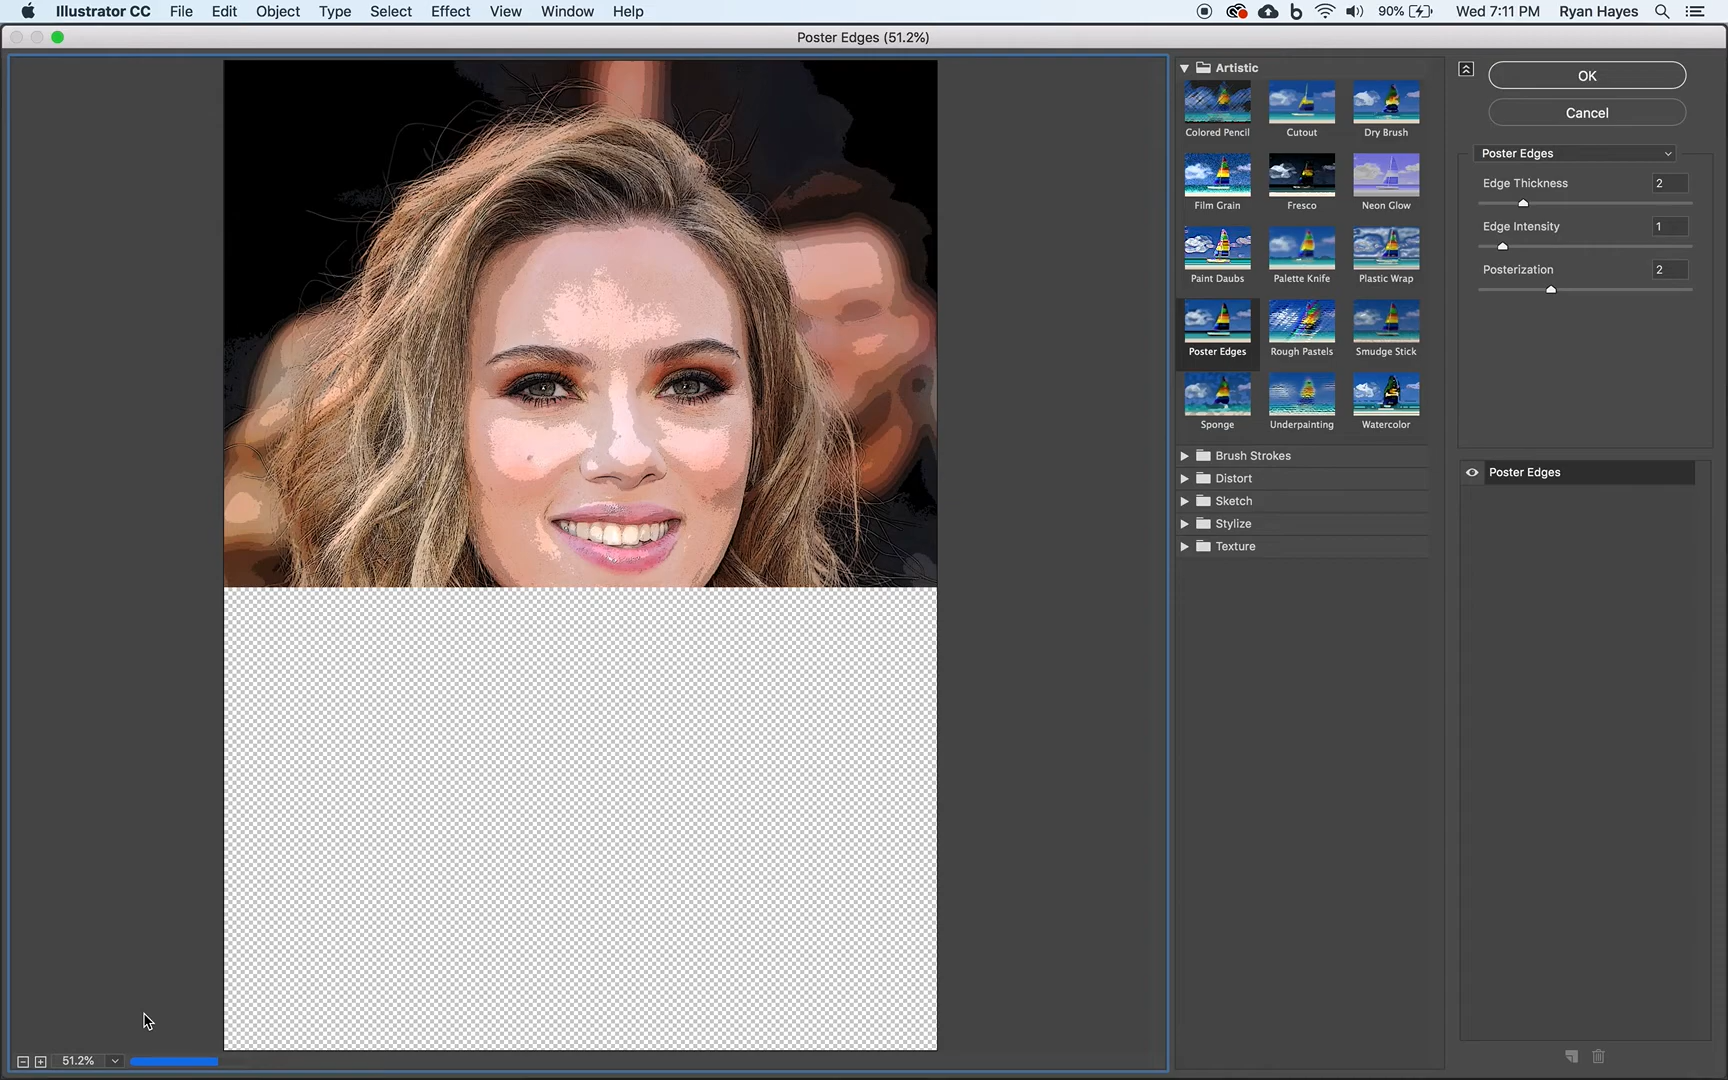 Illustrator CC File Edit Object Type Select Effect View Window Help 90% Wed 7:11 PM Ryan Hayes
Poster Edges (51.2%)
Artistic
Colored Pencil Cutout Dry Brush
Film Grain Fresco Neon Glow
Paint Daubs Palette Knife Plastic Wrap
Poster Edges Rough Pastels Smudge Stick
Sponge Underpainting Watercolor
Brush Strokes
Distort
Sketch
Stylize
Texture
OK
Cancel
Poster Edges
Edge Thickness 2
Edge Intensity 1
Posterization 2
Poster Edges
51.2%